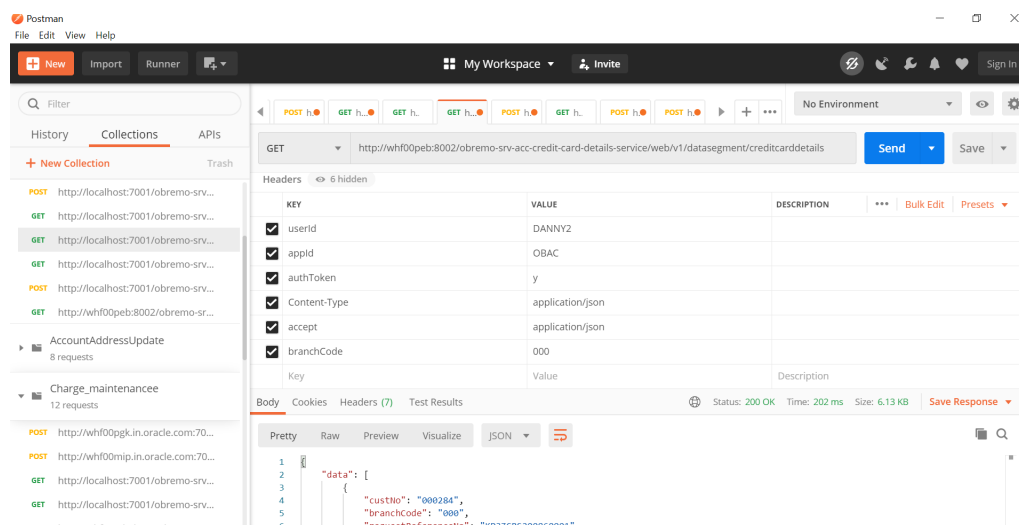 Postman
File Edit View Help
New Import Runner My Workspace Invite Sign In
Filter
History Collections APIs
+ New Collection Trash
POST http://localhost:7001/obremo-srv...
GET http://localhost:7001/obremo-srv...
GET http://localhost:7001/obremo-srv...
GET http://localhost:7001/obremo-srv...
POST http://localhost:7001/obremo-srv...
GET http://whf00peb:8002/obremo-sr...
AccountAddressUpdate
8 requests
Charge_maintenancee
12 requests
POST http://whf00pgk.in.oracle.com:70...
POST http://whf00mip.in.oracle.com:70...
GET http://localhost:7001/obremo-srv...
GET http://localhost:7001/obremo-srv...
POST h. GET h... GET h.. GET h... POST h. GET h.. POST h. POST h. + ••• No Environment
GET http://whf00peb:8002/obremo-srv-acc-credit-card-details-service/web/v1/datasegment/creditcarddetails Send Save
Headers 6 hidden
KEY VALUE DESCRIPTION ••• Bulk Edit Presets
userId DANNY2
appId OBAC
authToken y
Content-Type application/json
accept application/json
branchCode 000
Key Value Description
Body Cookies Headers (7) Test Results Status: 200 OK Time: 202 ms Size: 6.13 KB Save Response
Pretty Raw Preview Visualize JSON
1 {
2 "data": [
3 {
4 "custNo": "000284",
5 "branchCode": "000",